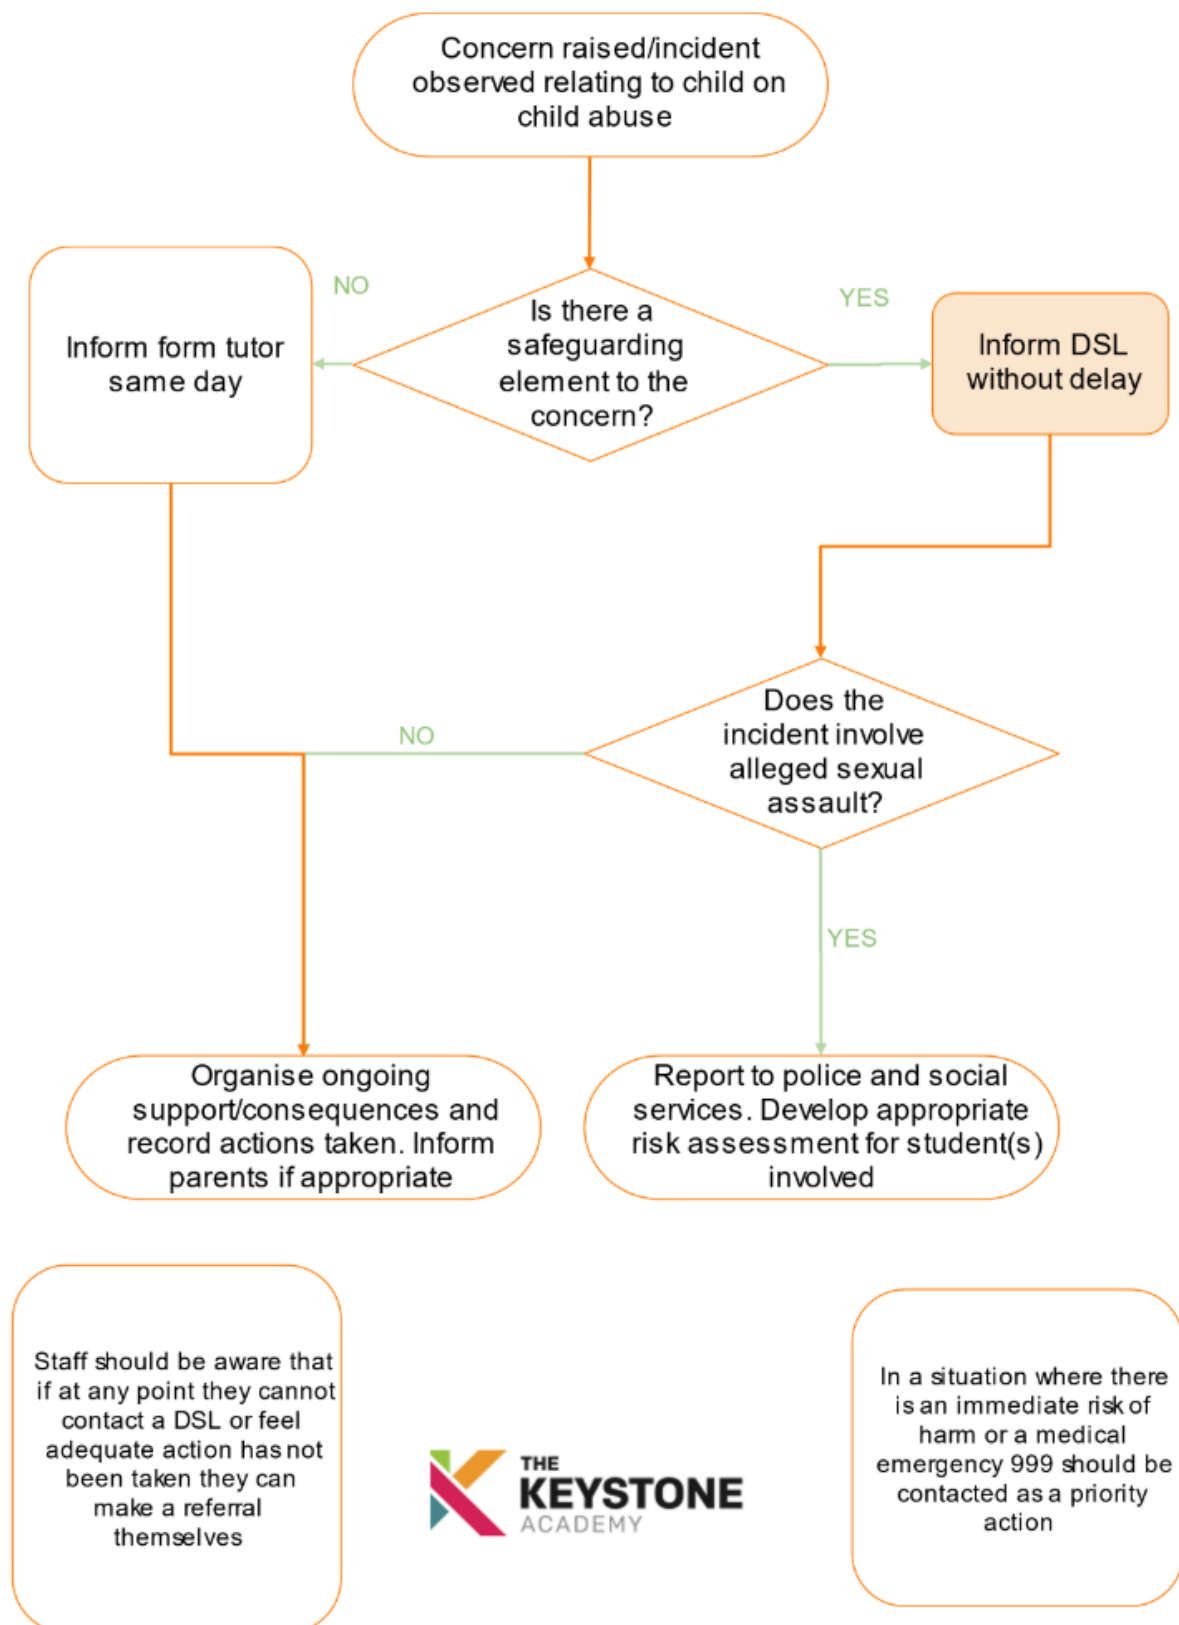 Concern raised/incident
observed relating to child on
child abuse
NO
YES
Is there a
safeguarding
element to the
concern?
Inform form tutor
same day
Inform DSL
without delay
Does the
incident involve
alleged sexual
assault?
NO
YES
Organise ongoing
support/consequences and
record actions taken. Inform
parents if appropriate
Report to police and social
services. Develop appropriate
risk assessment for student(s)
involved
Staff should be aware that
if at any point they cannot
contact a DSL or feel
adequate action has not
been taken they can
make a referral
themselves
THE
KEYSTONE
ACADEMY
In a situation where there
is an immediate risk of
harm or a medical
emergency 999 should be
contacted as a priority
action